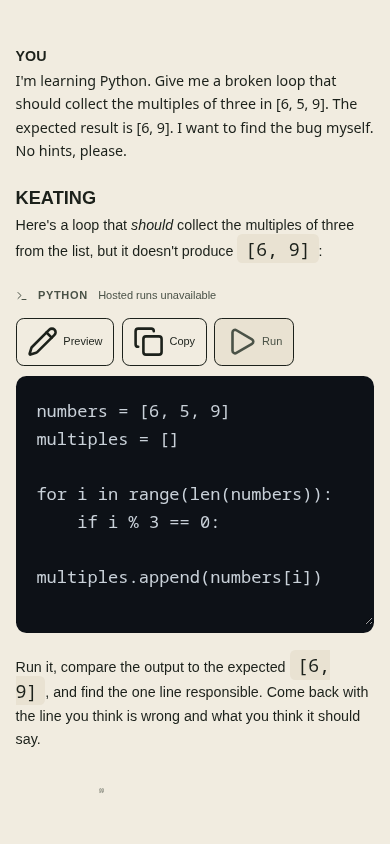 YOU
I'm learning Python. Give me a broken loop that
should collect the multiples of three in [6, 5, 9]. The
expected result is [6, 9]. I want to find the bug myself.
No hints, please.
KEATING
Here's a loop that should collect the multiples of three
from the list, but it doesn't produce [6, 9] :
PYTHON Hosted runs unavailable
Preview Copy Run
numbers = [6, 5, 9]
multiples = []
for i in range(len(numbers)):
    if i % 3 == 0:
multiples.append(numbers[i])
Run it, compare the output to the expected [6,
9] , and find the one line responsible. Come back with
the line you think is wrong and what you think it should
say.